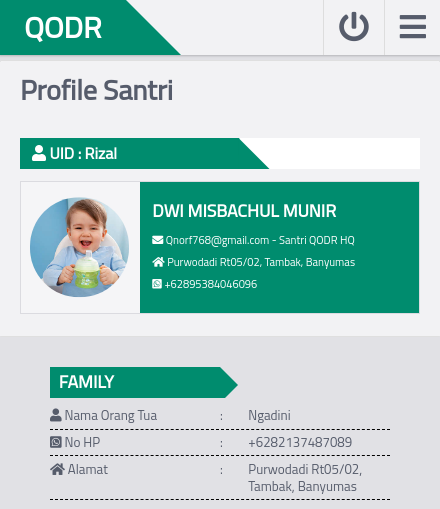 QODR
Profile Santri
UID : Rizal
DWI MISBACHUL MUNIR
Qnorf768@gmail.com - Santri QODR HQ
Purwodadi Rt05/02, Tambak, Banyumas
+62895384046096
FAMILY
Nama Orang Tua : Ngadini
No HP : +6282137487089
Alamat : Purwodadi Rt05/02,
Tambak, Banyumas